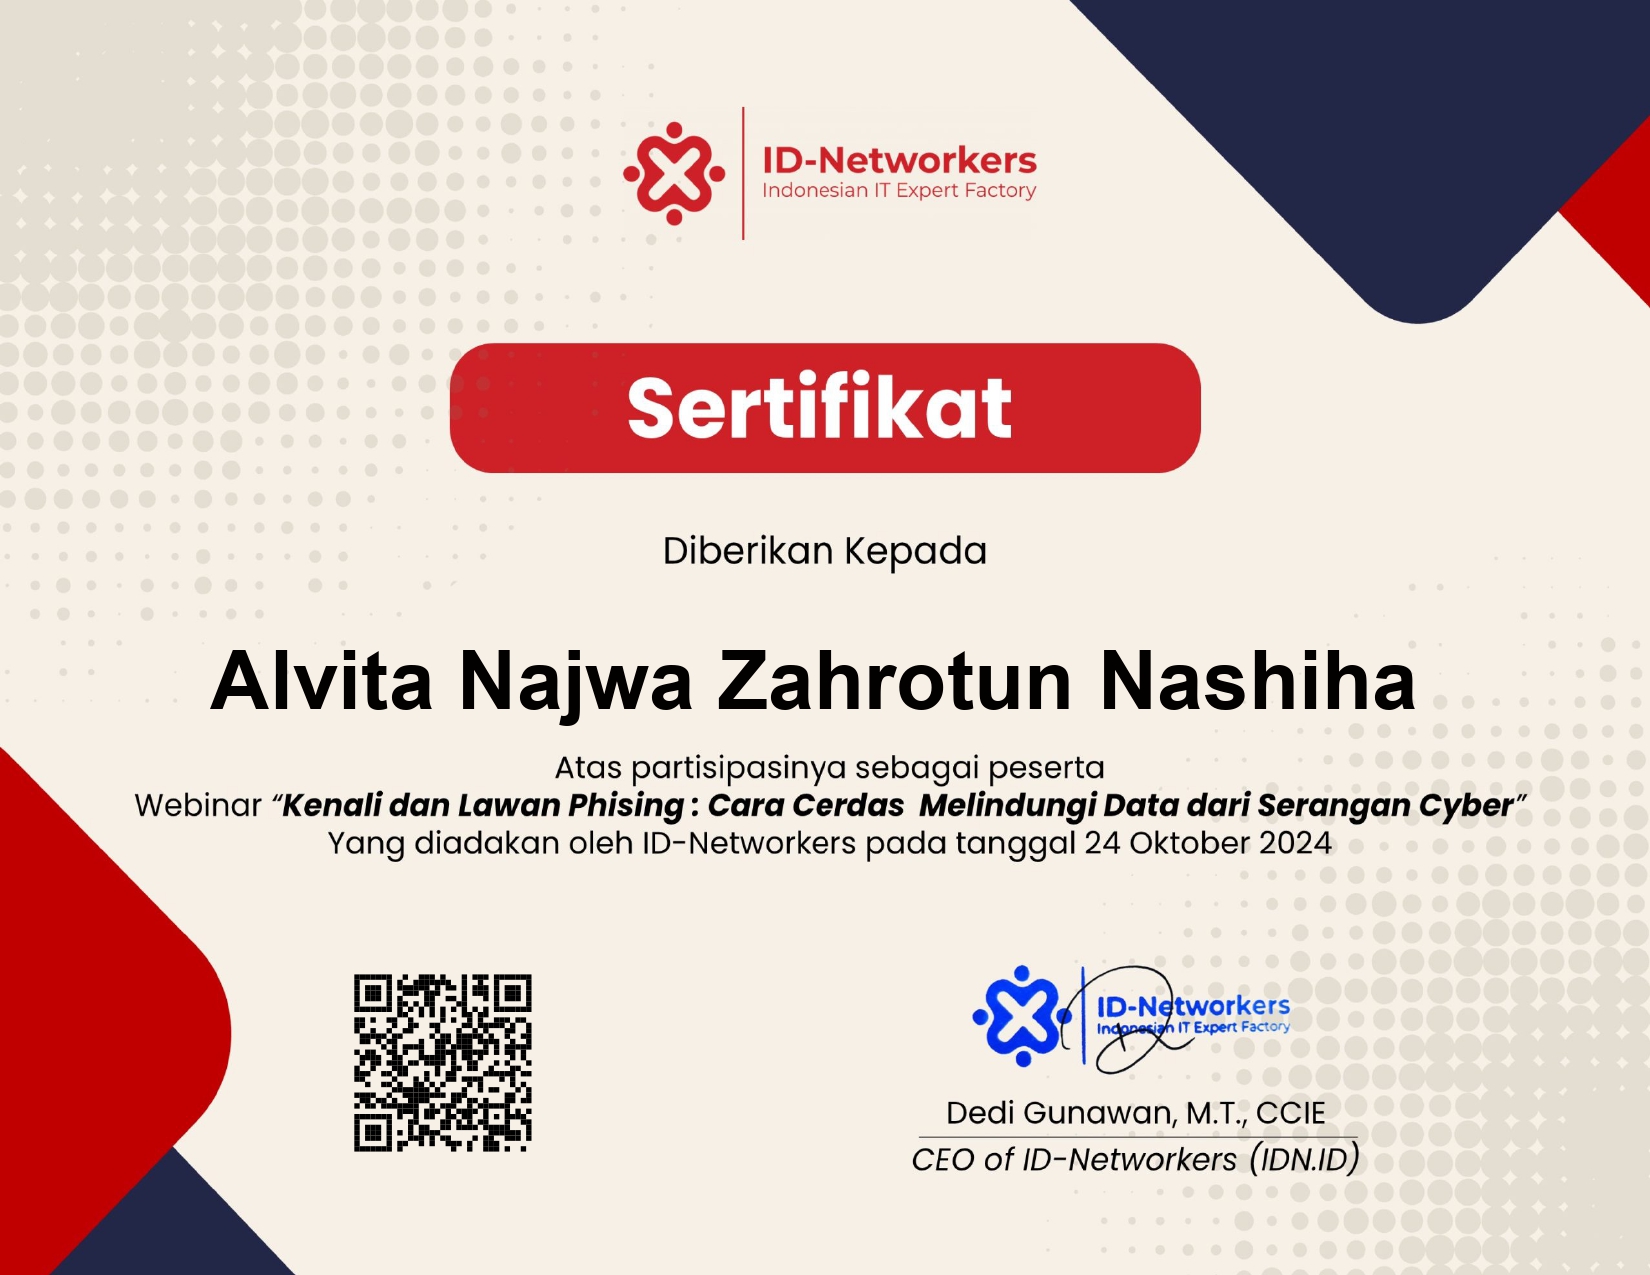 ID-Networkers
Indonesian IT Expert Factory
Sertifikat
Diberikan Kepada
Alvita Najwa Zahrotun Nashiha
Atas partisipasinya sebagai peserta
Webinar “Kenali dan Lawan Phising : Cara Cerdas  Melindungi Data dari Serangan Cyber”
Yang diadakan oleh ID-Networkers pada tanggal 24 Oktober 2024
ID-Networkers
Indonesian IT Expert Factory
Dedi Gunawan, M.T., CCIE
CEO of ID-Networkers (IDN.ID)